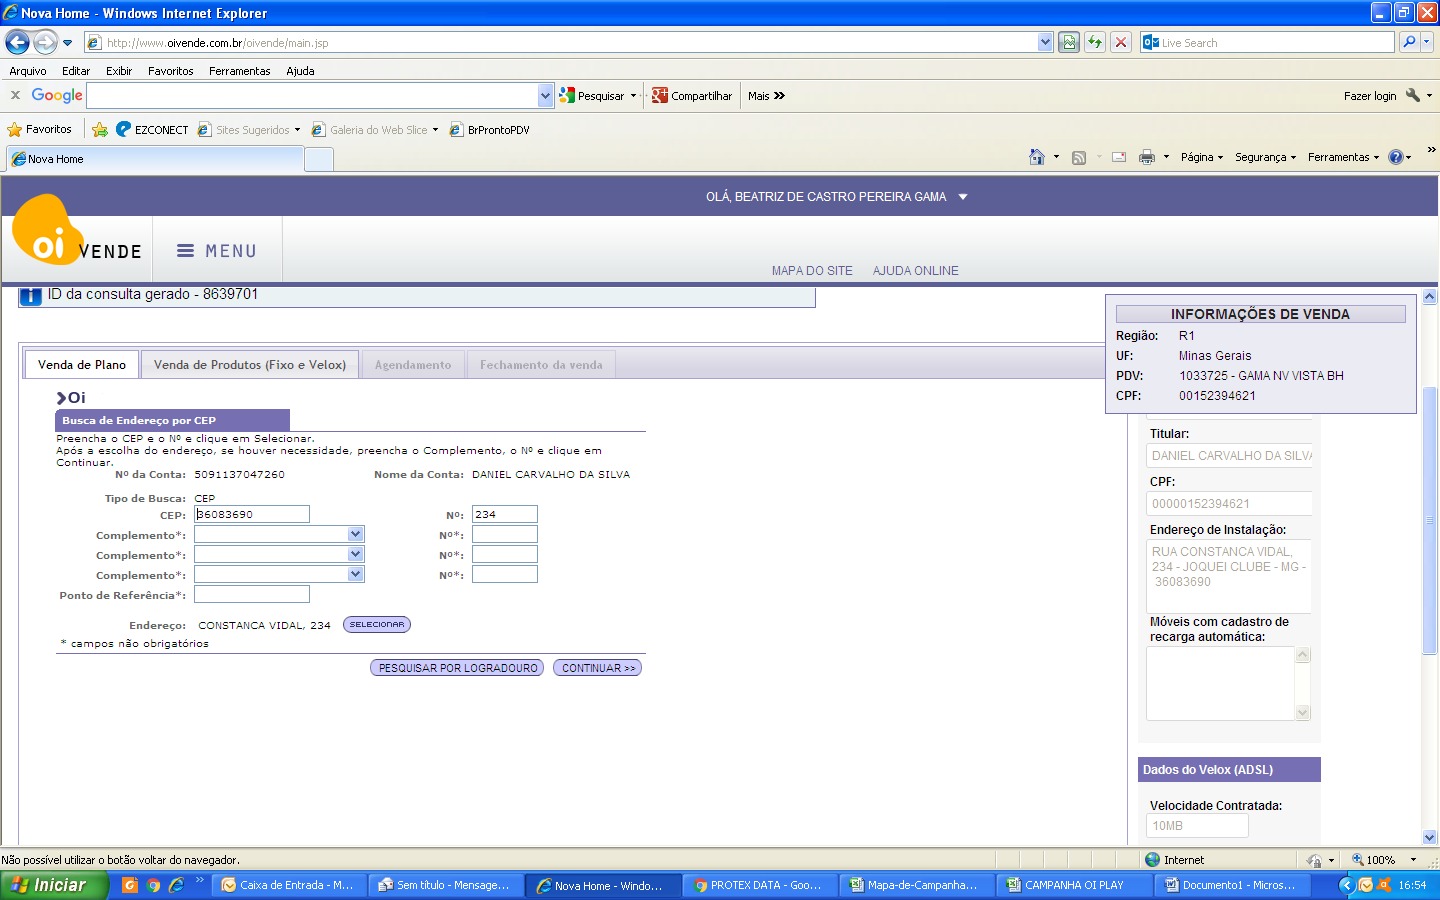 Nova Home - Windows Internet Explorer
http://www.oivende.com.br/oivende/main.jsp
Live Search
Arquivo Editar Exibir Favoritos Ferramentas Ajuda
x Google Pesquisar Compartilhar Mais >> Fazer login
Favoritos EZCONECT Sites Sugeridos Galeria do Web Slice BrProntoPDV
Nova Home Página Segurança Ferramentas
OLÁ, BEATRIZ DE CASTRO PEREIRA GAMA
oi VENDE MENU
MAPA DO SITE AJUDA ONLINE
ID da consulta gerado - 8639701
INFORMAÇÕES DE VENDA
Região: R1
UF: Minas Gerais
PDV: 1033725 - GAMA NV VISTA BH
CPF: 00152394621
Venda de Plano Venda de Produtos (Fixo e Velox) Agendamento Fechamento da venda
Oi
Busca de Endereço por CEP
Preencha o CEP e o Nº e clique em Selecionar.
Após a escolha do endereço, se houver necessidade, preencha o Complemento, o Nº e clique em
Continuar.
Nº da Conta: 5091137047260 Nome da Conta: DANIEL CARVALHO DA SILVA
Tipo de Busca: CEP
CEP: 36083690 Nº: 234
Complemento*: Nº*:
Complemento*: Nº*:
Complemento*: Nº*:
Ponto de Referência*:
Endereço: CONSTANCA VIDAL, 234 SELECIONAR
* campos não obrigatórios
PESQUISAR POR LOGRADOURO CONTINUAR >>
Titular:
DANIEL CARVALHO DA SILVA
CPF:
00000152394621
Endereço de Instalação:
RUA CONSTANCA VIDAL,
234 - JOQUEI CLUBE - MG -
36083690
Móveis com cadastro de
recarga automática:
Dados do Velox (ADSL)
Velocidade Contratada:
10MB
Não possível utilizar o botão voltar do navegador. Internet 100%
Iniciar Caixa de Entrada - M... Sem título - Mensage... Nova Home - Windo... PROTEX DATA - Goo... Mapa-de-Campanha... CAMPANHA OI PLAY Documento1 - Micros... 16:54